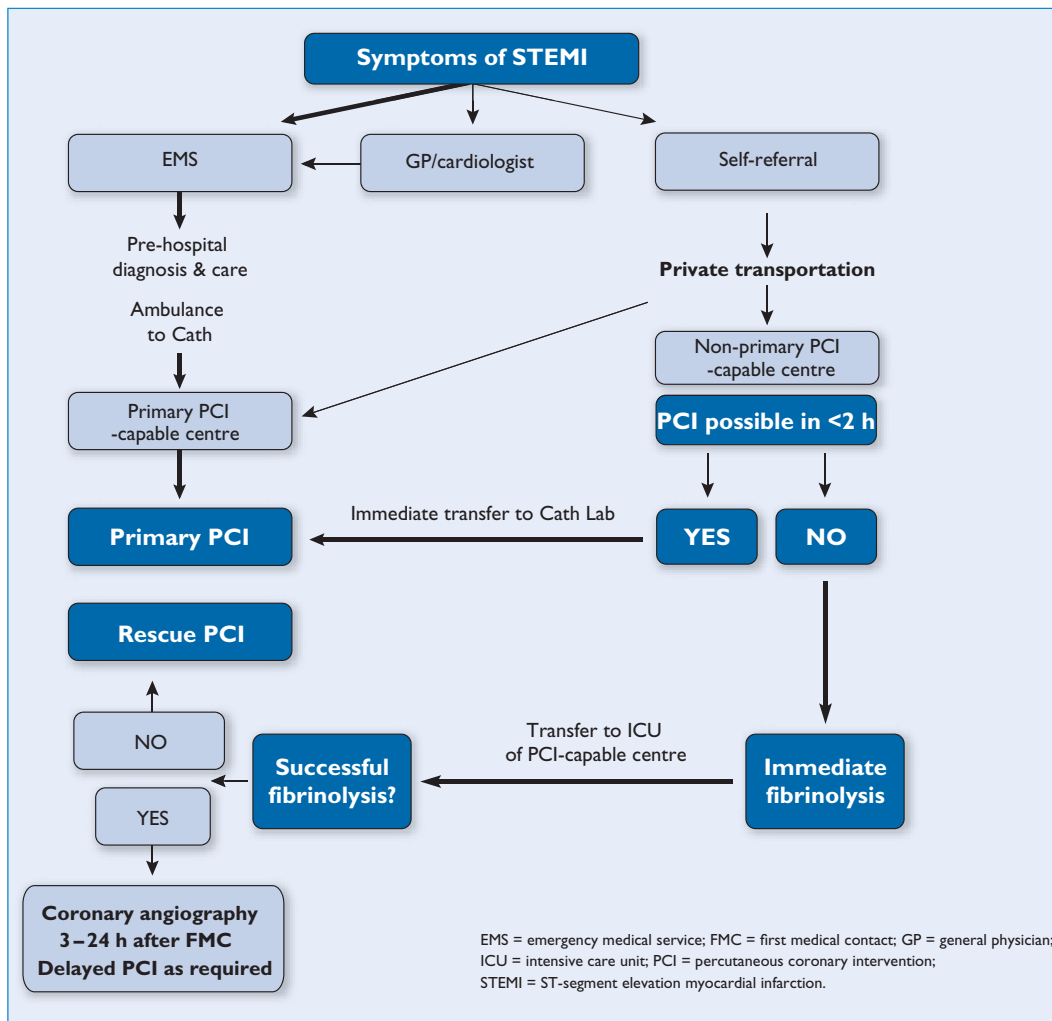 Symptoms of STEMI
EMS
GP/cardiologist
Self-referral
Pre-hospital
diagnosis & care
Private transportation
Ambulance
to Cath
Non-primary PCI
-capable centre
Primary PCI
-capable centre
PCI possible in <2 h
Immediate transfer to Cath Lab
Primary PCI
YES
NO
Rescue PCI
NO
Transfer to ICU
of PCI-capable centre
Successful
fibrinolysis?
Immediate
fibrinolysis
YES
Coronary angiography
3–24 h after FMC
Delayed PCI as required
EMS = emergency medical service; FMC = first medical contact; GP = general physician;
ICU = intensive care unit; PCI = percutaneous coronary intervention;
STEMI = ST-segment elevation myocardial infarction.